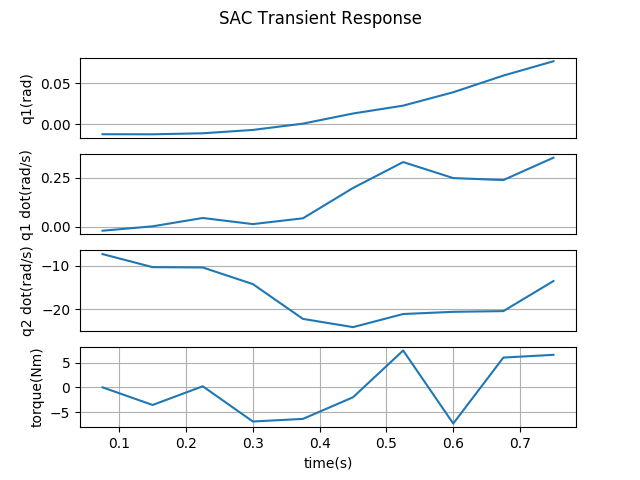 SAC Transient Response
q1(rad)
0.05
0.00
q1 dot(rad/s)
0.25
0.00
q2 dot(rad/s)
−10
−20
torque(Nm)
5
0
−5
0.1 0.2 0.3 0.4 0.5 0.6 0.7
time(s)